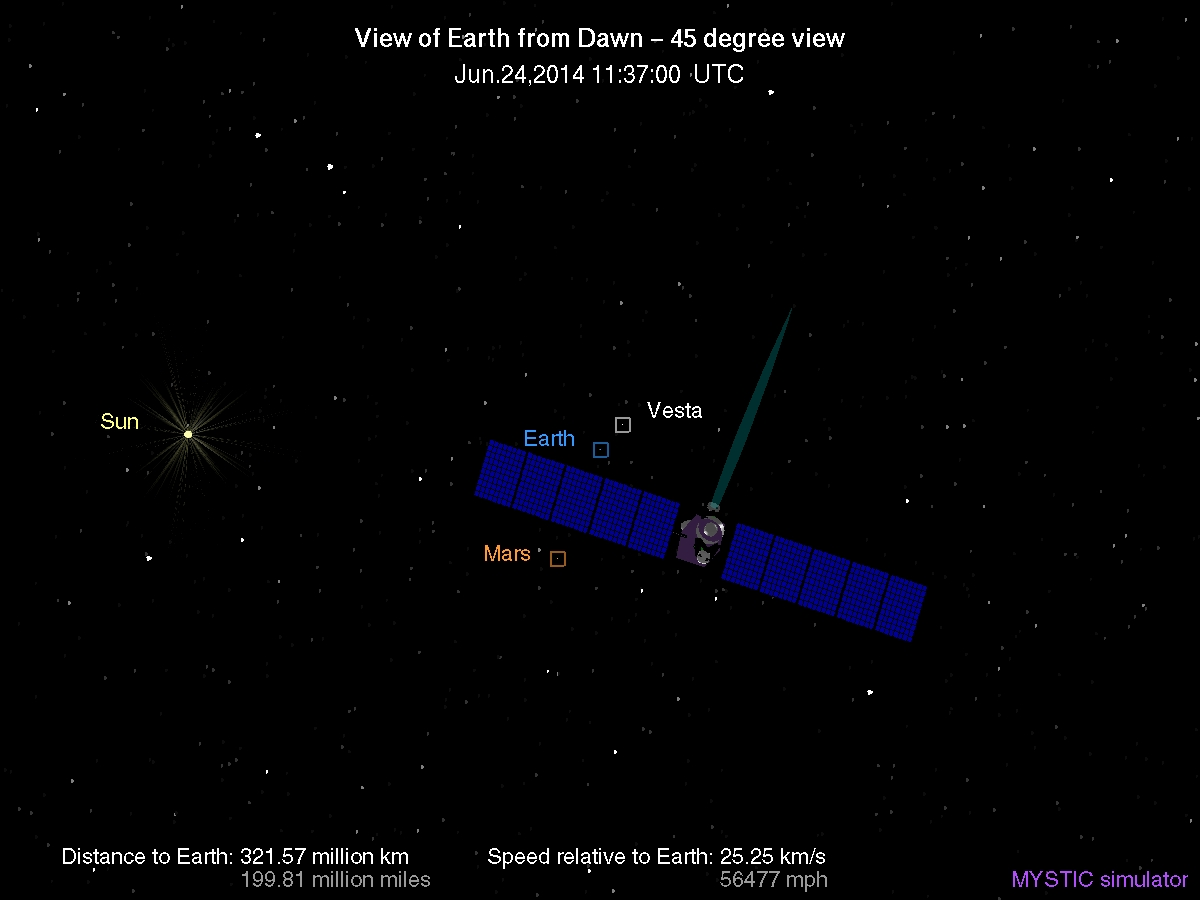 View of Earth from Dawn – 45 degree view
Jun.24,2014 11:37:00 UTC
Vesta
Sun
Earth
Mars
Distance to Earth: 321.57 million km
199.81 million miles
Speed relative to Earth: 25.25 km/s
56477 mph
MYSTIC simulator